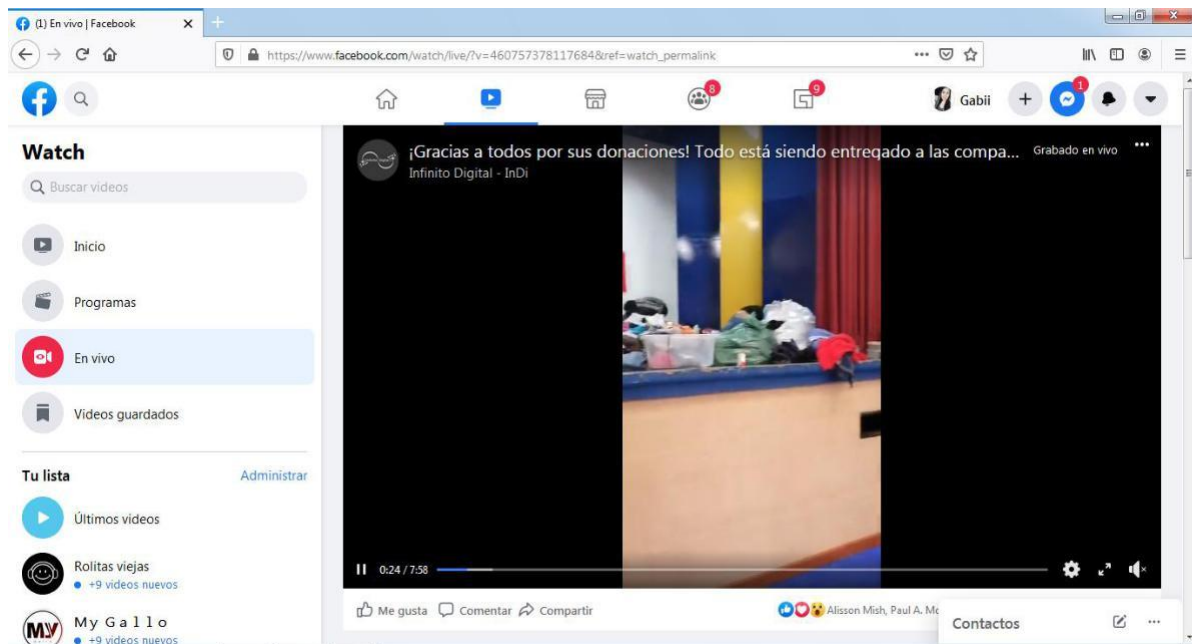 (1) En vivo | Facebook
https://www.facebook.com/watch/live/?v=460757378117684&ref=watch_permalink
8
9
Gabii
1
Watch
Buscar videos
Inicio
Programas
En vivo
Videos guardados
Tu lista
Administrar
Últimos videos
Rolitas viejas
+9 videos nuevos
My Gallo
MY
+9 videos nuevos
¡Gracias a todos por sus donaciones! Todo está siendo entregado a las compa...
Grabado en vivo
Infinito Digital - InDi
0:24 / 7:58
Me gusta
Comentar
Compartir
Alisson Mish, Paul A. Mc
Contactos